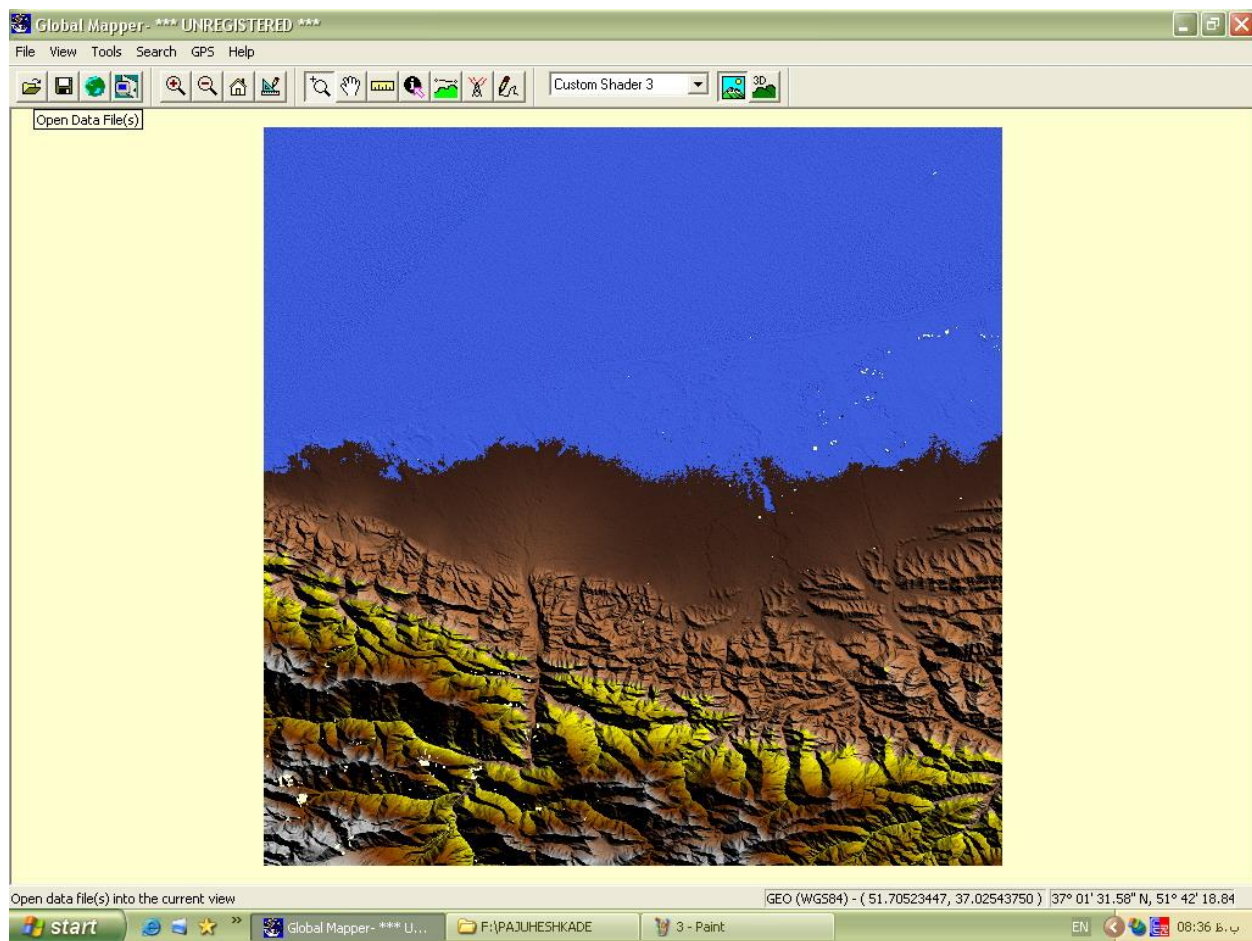 Global Mapper- *** UNREGISTERED ***
File View Tools Search GPS Help
Custom Shader 3
3D
Open Data File(s)
Open data file(s) into the current view
GEO (WGS84) - ( 51.70523447, 37.02543750 ) 37° 01' 31.58" N, 51° 42' 18.84
start » Global Mapper- *** U... F:\PAJUHESHKADE 3 - Paint EN 08:36 ب.ظ